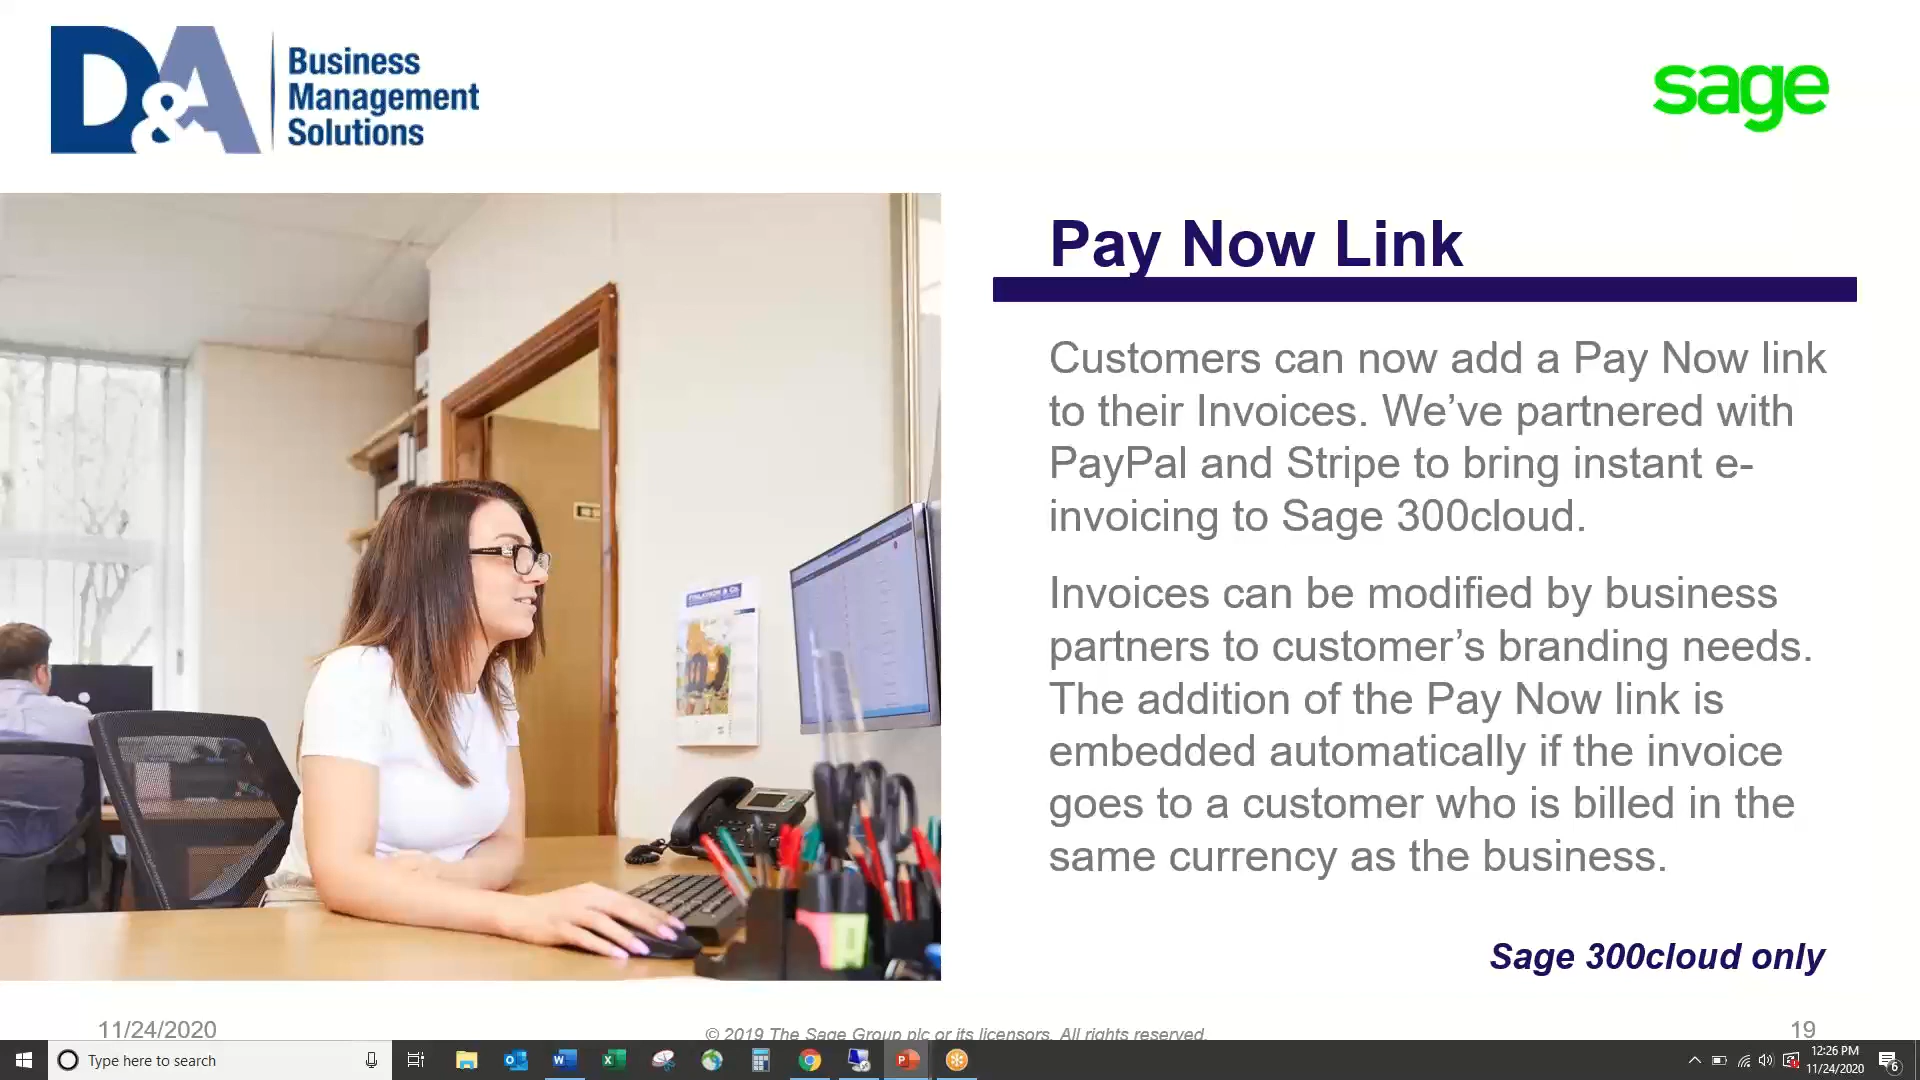 D&A
Business
Management
Solutions
sage
Pay Now Link
Customers can now add a Pay Now link
to their Invoices. We’ve partnered with
PayPal and Stripe to bring instant e-
invoicing to Sage 300cloud.
Invoices can be modified by business
partners to customer’s branding needs.
The addition of the Pay Now link is
embedded automatically if the invoice
goes to a customer who is billed in the
same currency as the business.
Sage 300cloud only
11/24/2020
© 2019 The Sage Group plc or its licensors. All rights reserved.
19
Type here to search
12:26 PM
11/24/2020
6